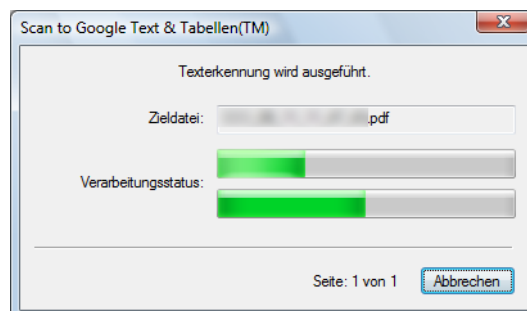 Scan to Google Text & Tabellen(TM)
Texterkennung wird ausgeführt.
Zieldatei: .pdf
Verarbeitungsstatus:
Seite: 1 von 1 Abbrechen